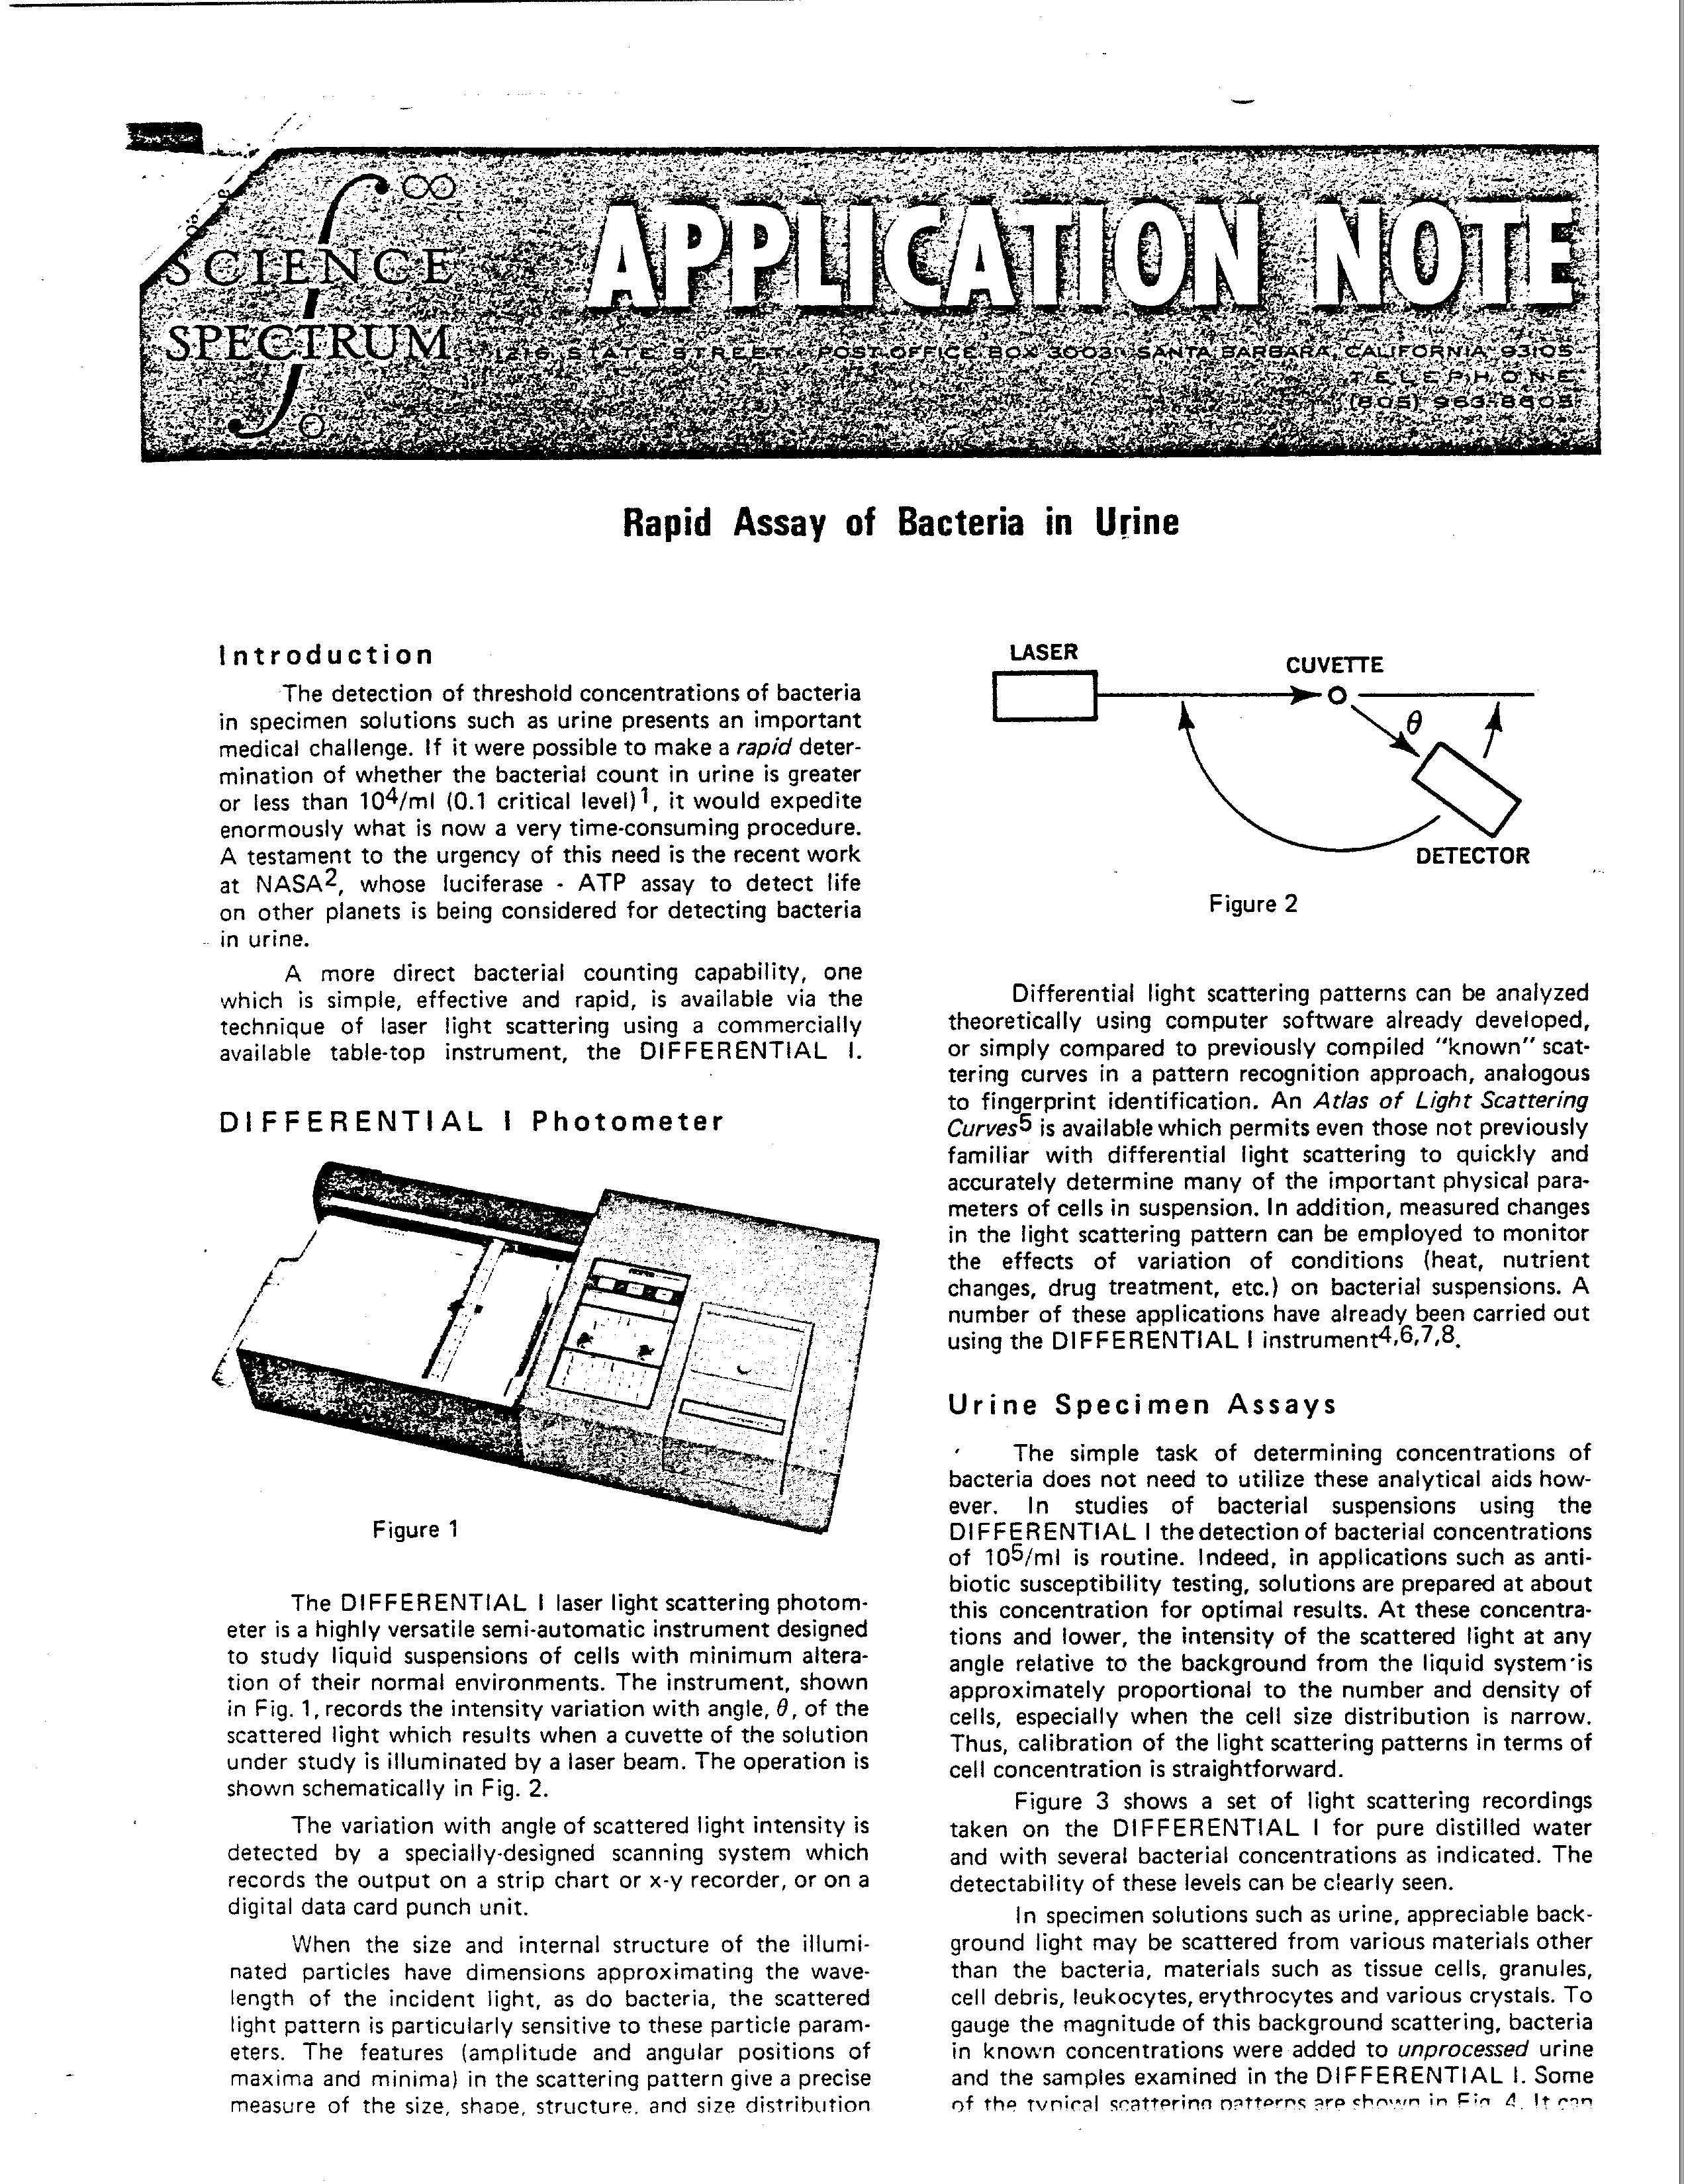 SCIENCE
SPECTRUM
∞
O
APPLICATION NOTE
1216 STATE STREET • POST OFFICE BOX 3003 • SANTA BARBARA, CALIFORNIA 93105
TELEPHONE
(805) 963-8605
Rapid Assay of Bacteria in Urine
Introduction
The detection of threshold concentrations of bacteria
in specimen solutions such as urine presents an important
medical challenge. If it were possible to make a rapid deter-
mination of whether the bacterial count in urine is greater
or less than 10⁴/ml (0.1 critical level)¹, it would expedite
enormously what is now a very time-consuming procedure.
A testament to the urgency of this need is the recent work
at NASA², whose luciferase - ATP assay to detect life
on other planets is being considered for detecting bacteria
in urine.
A more direct bacterial counting capability, one
which is simple, effective and rapid, is available via the
technique of laser light scattering using a commercially
available table-top instrument, the DIFFERENTIAL I.
DIFFERENTIAL I Photometer
Figure 1
The DIFFERENTIAL I laser light scattering photom-
eter is a highly versatile semi-automatic instrument designed
to study liquid suspensions of cells with minimum altera-
tion of their normal environments. The instrument, shown
in Fig. 1, records the intensity variation with angle, θ, of the
scattered light which results when a cuvette of the solution
under study is illuminated by a laser beam. The operation is
shown schematically in Fig. 2.
The variation with angle of scattered light intensity is
detected by a specially-designed scanning system which
records the output on a strip chart or x-y recorder, or on a
digital data card punch unit.
When the size and internal structure of the illumi-
nated particles have dimensions approximating the wave-
length of the incident light, as do bacteria, the scattered
light pattern is particularly sensitive to these particle param-
eters. The features (amplitude and angular positions of
maxima and minima) in the scattering pattern give a precise
measure of the size, shape, structure, and size distribution
LASER
CUVETTE
θ
DETECTOR
Figure 2
Differential light scattering patterns can be analyzed
theoretically using computer software already developed,
or simply compared to previously compiled "known" scat-
tering curves in a pattern recognition approach, analogous
to fingerprint identification. An Atlas of Light Scattering
Curves⁵ is available which permits even those not previously
familiar with differential light scattering to quickly and
accurately determine many of the important physical para-
meters of cells in suspension. In addition, measured changes
in the light scattering pattern can be employed to monitor
the effects of variation of conditions (heat, nutrient
changes, drug treatment, etc.) on bacterial suspensions. A
number of these applications have already been carried out
using the DIFFERENTIAL I instrument⁴,⁶,⁷,⁸.
Urine Specimen Assays
The simple task of determining concentrations of
bacteria does not need to utilize these analytical aids how-
ever. In studies of bacterial suspensions using the
DIFFERENTIAL I the detection of bacterial concentrations
of 10⁵/ml is routine. Indeed, in applications such as anti-
biotic susceptibility testing, solutions are prepared at about
this concentration for optimal results. At these concentra-
tions and lower, the intensity of the scattered light at any
angle relative to the background from the liquid system is
approximately proportional to the number and density of
cells, especially when the cell size distribution is narrow.
Thus, calibration of the light scattering patterns in terms of
cell concentration is straightforward.
Figure 3 shows a set of light scattering recordings
taken on the DIFFERENTIAL I for pure distilled water
and with several bacterial concentrations as indicated. The
detectability of these levels can be clearly seen.
In specimen solutions such as urine, appreciable back-
ground light may be scattered from various materials other
than the bacteria, materials such as tissue cells, granules,
cell debris, leukocytes, erythrocytes and various crystals. To
gauge the magnitude of this background scattering, bacteria
in known concentrations were added to unprocessed urine
and the samples examined in the DIFFERENTIAL I. Some
of the typical scattering patterns are shown in Fig. 4. It can